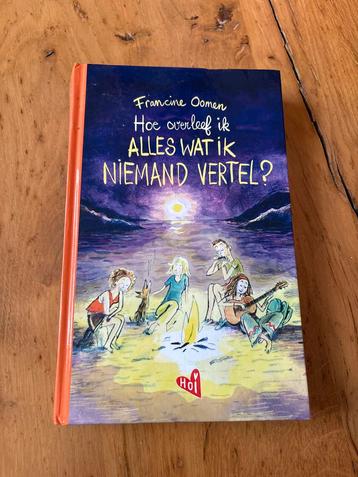 Francine Oomen
Hoe overleef ik
ALLES WAT IK
NIEMAND VERTEL?
HOI